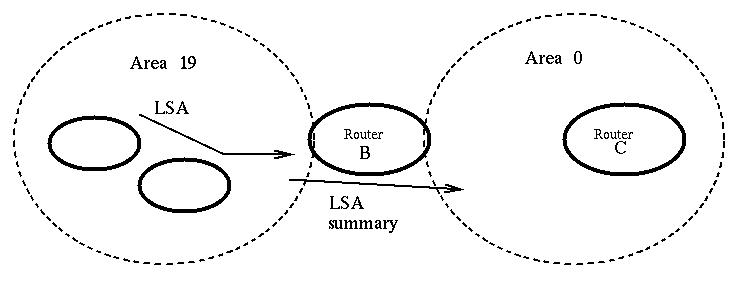 Area 19
Area 0
LSA
Router
B
Router
C
LSA
summary